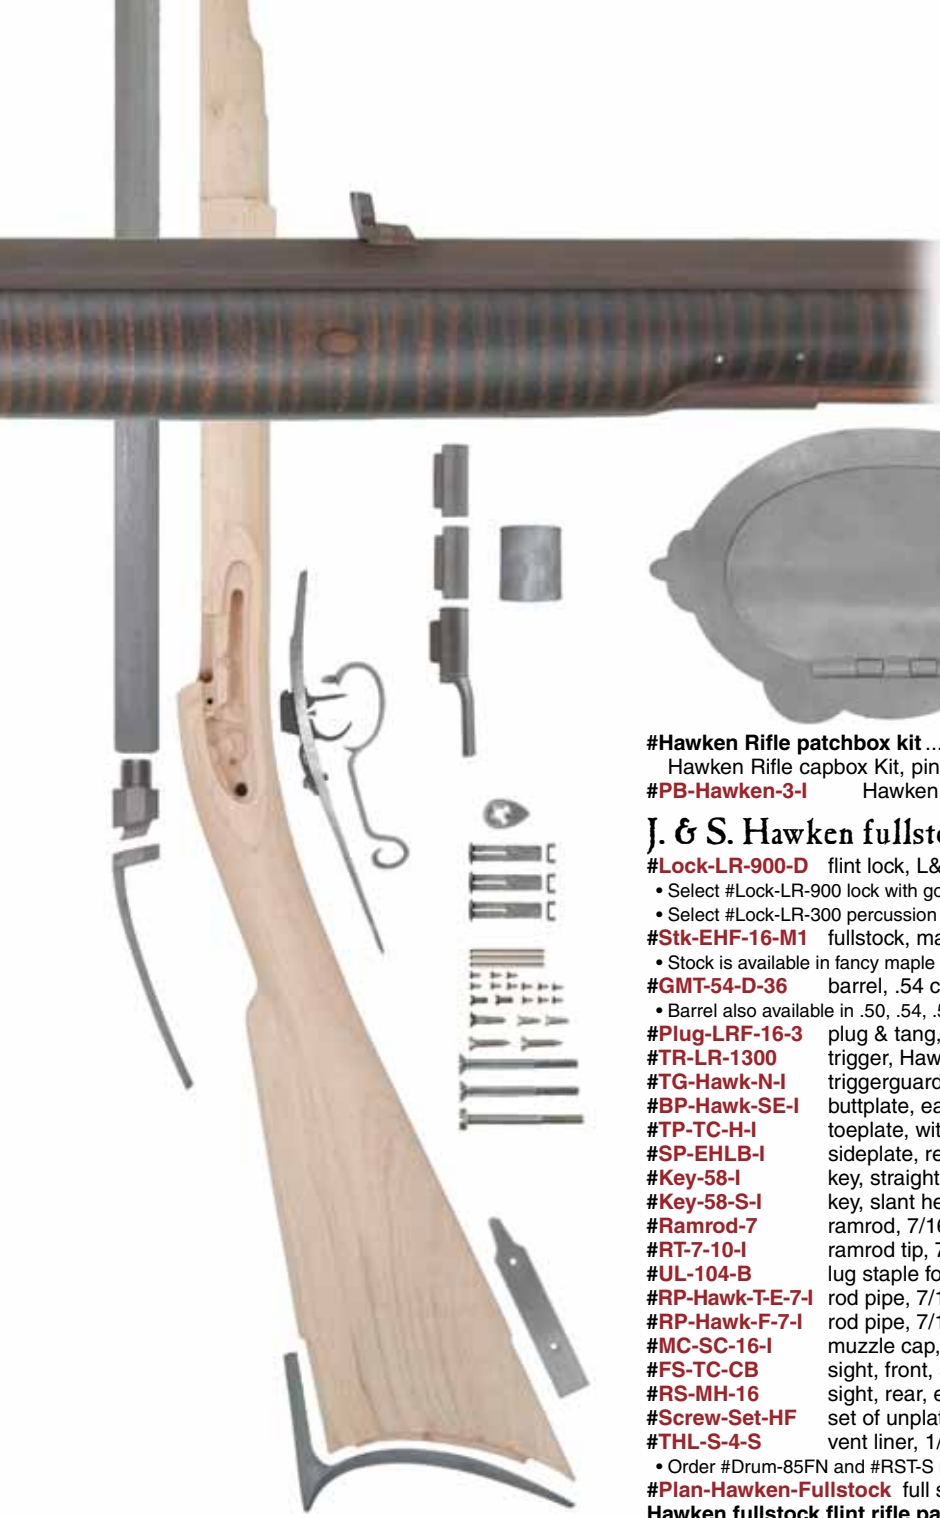 #Hawken Rifle patchbox kit ...
Hawken Rifle capbox Kit, pin
#PB-Hawken-3-I Hawken
J. & S. Hawken fullsto
#Lock-LR-900-D flint lock, L&
• Select #Lock-LR-900 lock with go
• Select #Lock-LR-300 percussion
#Stk-EHF-16-M1 fullstock, ma
• Stock is available in fancy maple
#GMT-54-D-36 barrel, .54 c
• Barrel also available in .50, .54, .5
#Plug-LRF-16-3 plug & tang,
#TR-LR-1300 trigger, Haw
#TG-Hawk-N-I triggerguard
#BP-Hawk-SE-I buttplate, ea
#TP-TC-H-I toeplate, wit
#SP-EHLB-I sideplate, re
#Key-58-I key, straight
#Key-58-S-I key, slant he
#Ramrod-7 ramrod, 7/16
#RT-7-10-I ramrod tip, 7
#UL-104-B lug staple fo
#RP-Hawk-T-E-7-I rod pipe, 7/1
#RP-Hawk-F-7-I rod pipe, 7/1
#MC-SC-16-I muzzle cap,
#FS-TC-CB sight, front,
#RS-MH-16 sight, rear, e
#Screw-Set-HF set of unplat
#THL-S-4-S vent liner, 1/
• Order #Drum-85FN and #RST-S
#Plan-Hawken-Fullstock full s
Hawken fullstock flint rifle pa